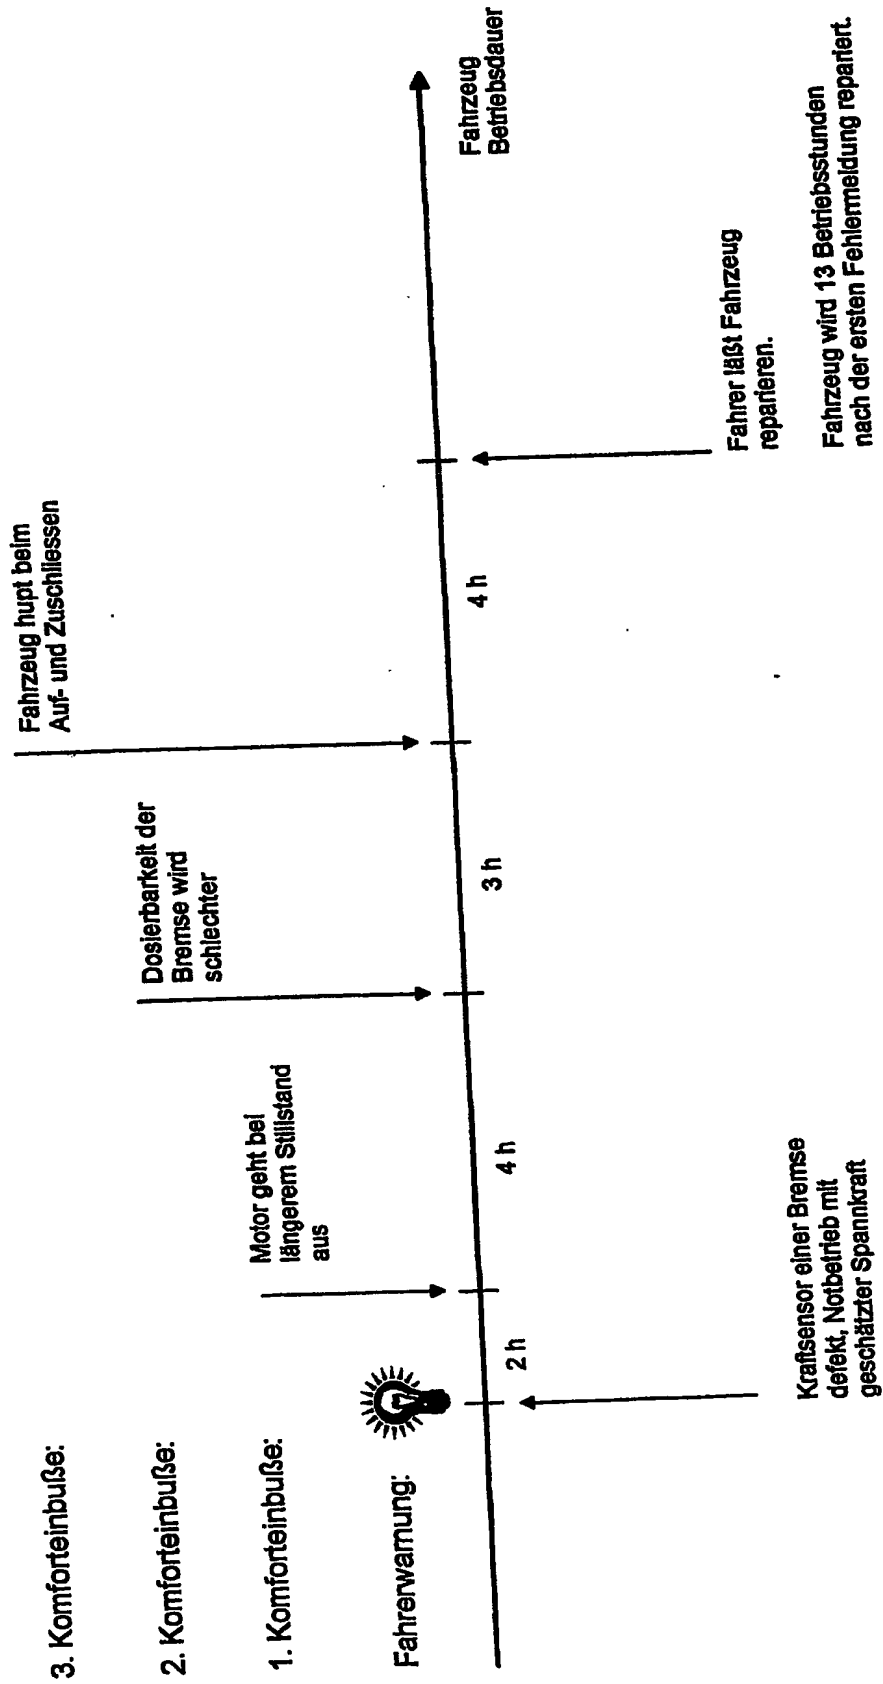 3. Komforteinbuße:
Fahrzeug hupt beim
Auf- und Zuschliessen
2. Komforteinbuße:
Dosierbarkeit der
Bremse wird
schlechter
1. Komforteinbuße:
Motor geht bei
längerem Stillstand
aus
Fahrerwarnung:
2 h
4 h
3 h
4 h
Fahrzeug
Betriebsdauer
Kraftsensor einer Bremse
defekt, Notbetrieb mit
geschätzter Spannkraft
Fahrer läßt Fahrzeug
reparieren.
Fahrzeug wird 13 Betriebsstunden
nach der ersten Fehlermeldung repariert.